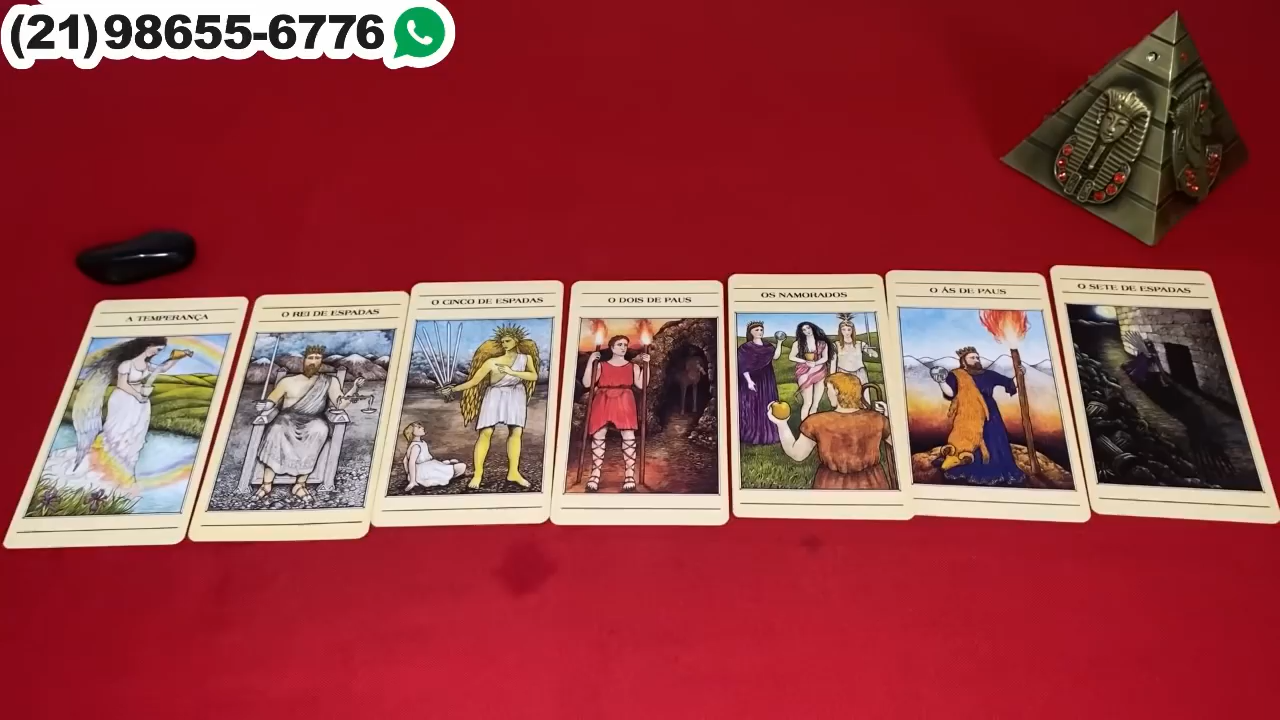 (21)98655-6776
A TEMPERANÇA
O REI DE ESPADAS
O CINCO DE ESPADAS
O DOIS DE PAUS
OS NAMORADOS
O ÁS DE PAUS
O SETE DE ESPADAS